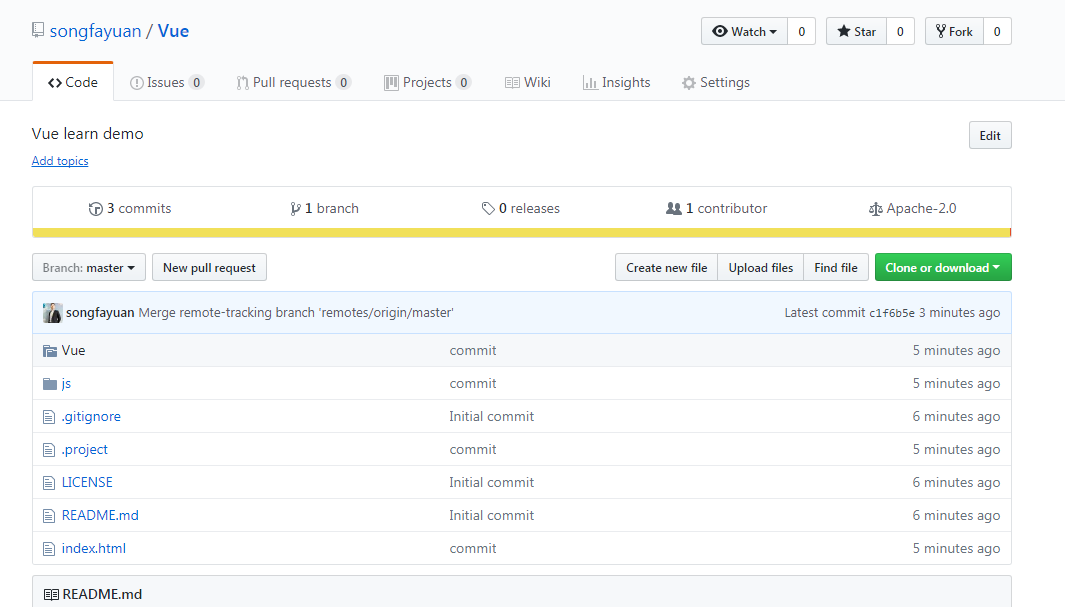 songfayuan / Vue Watch 0 Star 0 Fork 0
Code Issues 0 Pull requests 0 Projects 0 Wiki Insights Settings
Vue learn demo Edit
Add topics
3 commits 1 branch 0 releases 1 contributor Apache-2.0
Branch: master New pull request Create new file Upload files Find file Clone or download
songfayuan Merge remote-tracking branch 'remotes/origin/master' Latest commit c1f6b5e 3 minutes ago
Vue commit 5 minutes ago
js commit 5 minutes ago
.gitignore Initial commit 6 minutes ago
.project commit 5 minutes ago
LICENSE Initial commit 6 minutes ago
README.md Initial commit 6 minutes ago
index.html commit 5 minutes ago
README.md